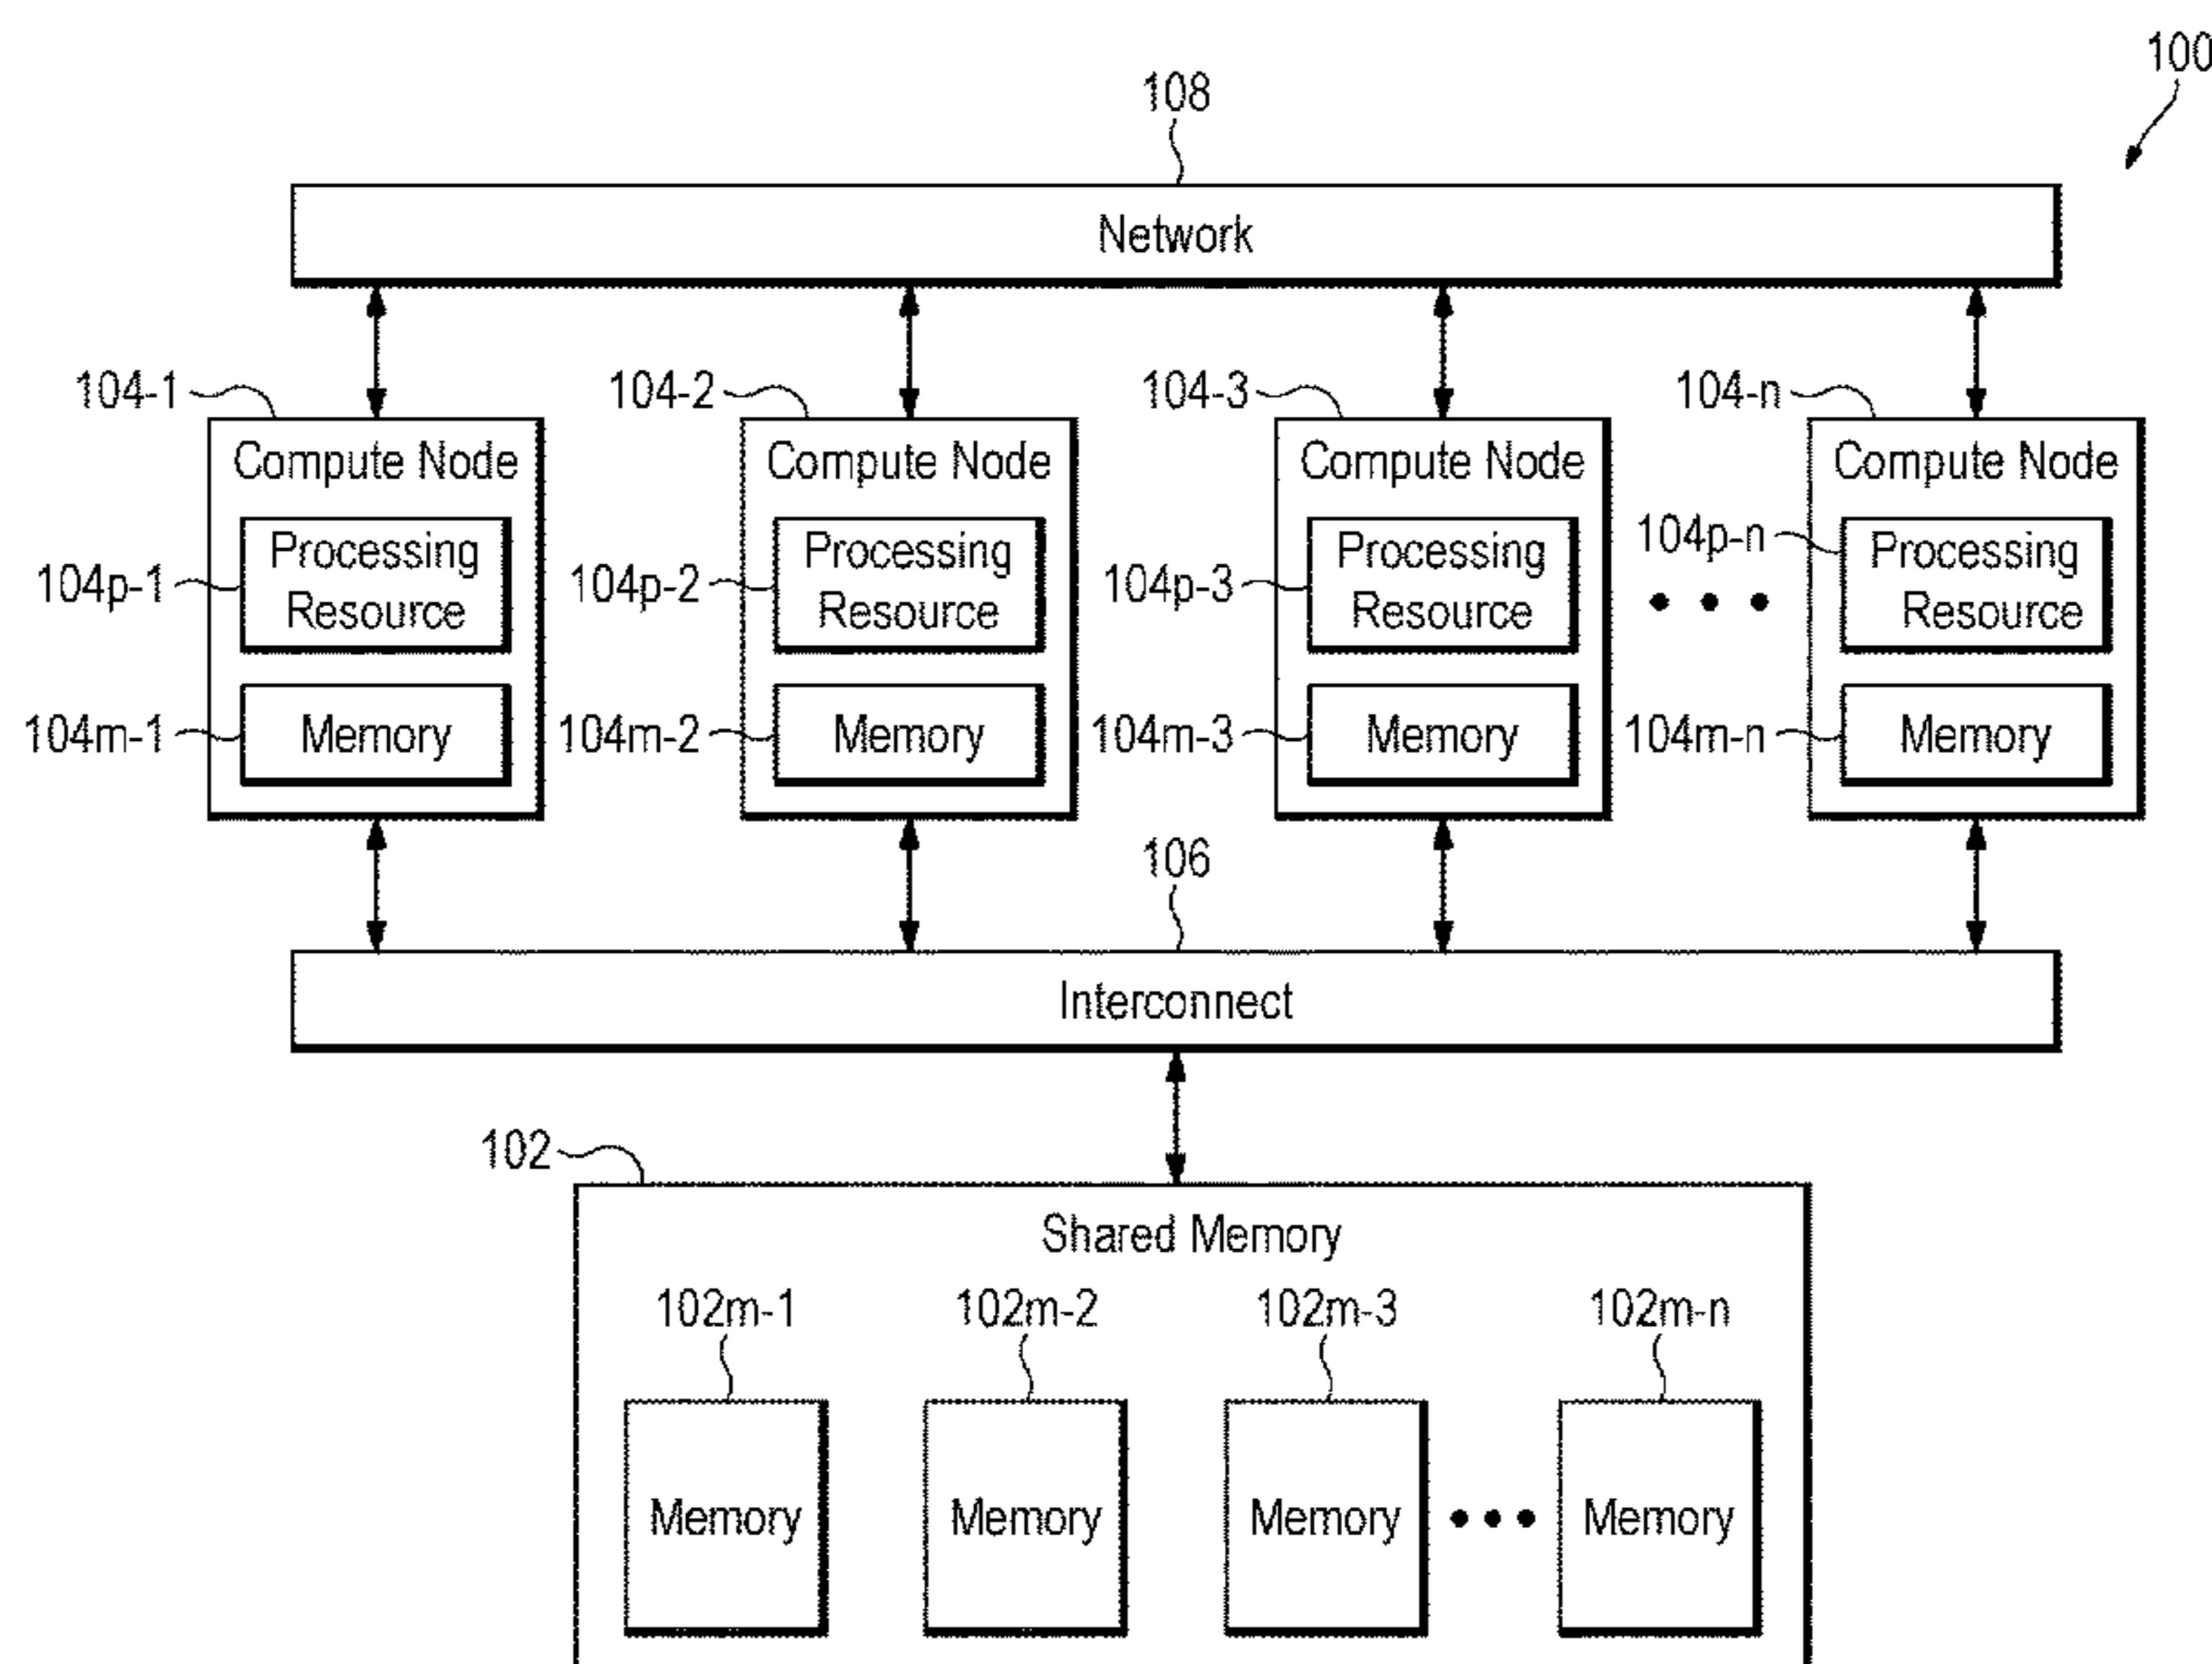 100
108
Network
104-1
104-2
104-3
104-n
Compute Node
Compute Node
Compute Node
Compute Node
104p-1
Processing
Resource
104p-2
Processing
Resource
104p-3
Processing
Resource
104p-n
Processing
Resource
104m-1
Memory
104m-2
Memory
104m-3
Memory
104m-n
Memory
106
Interconnect
102
Shared Memory
102m-1
102m-2
102m-3
102m-n
Memory
Memory
Memory
Memory